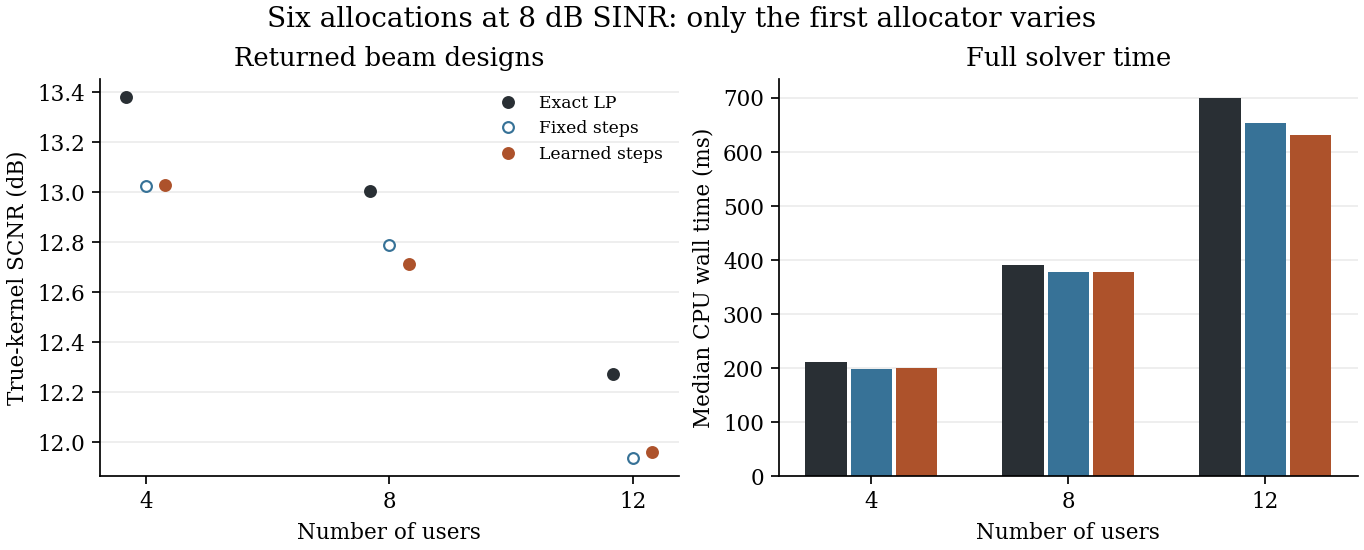 Six allocations at 8 dB SINR: only the first allocator varies
Returned beam designs
True-kernel SCNR (dB)
13.4
13.2
13.0
12.8
12.6
12.4
12.2
12.0
Exact LP
Fixed steps
Learned steps
4
8
12
Number of users
Full solver time
Median CPU wall time (ms)
700
600
500
400
300
200
100
0
4
8
12
Number of users